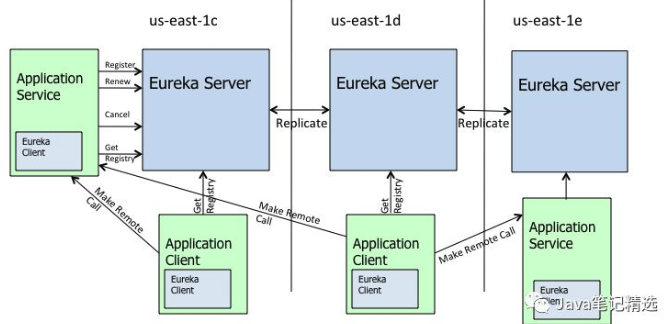 us-east-1c
us-east-1d
us-east-1e
Application
Service
Eureka
Client
Register
Renew
Cancel
Get
Registry
Eureka Server
Replicate
Eureka Server
Replicate
Eureka Server
Make Remote
Call
Get
Registry
Make Remote
Call
Get
Registry
Make Remote Call
Application
Client
Eureka
Client
Application
Client
Eureka
Client
Application
Service
Eureka
Client
Java笔记精选